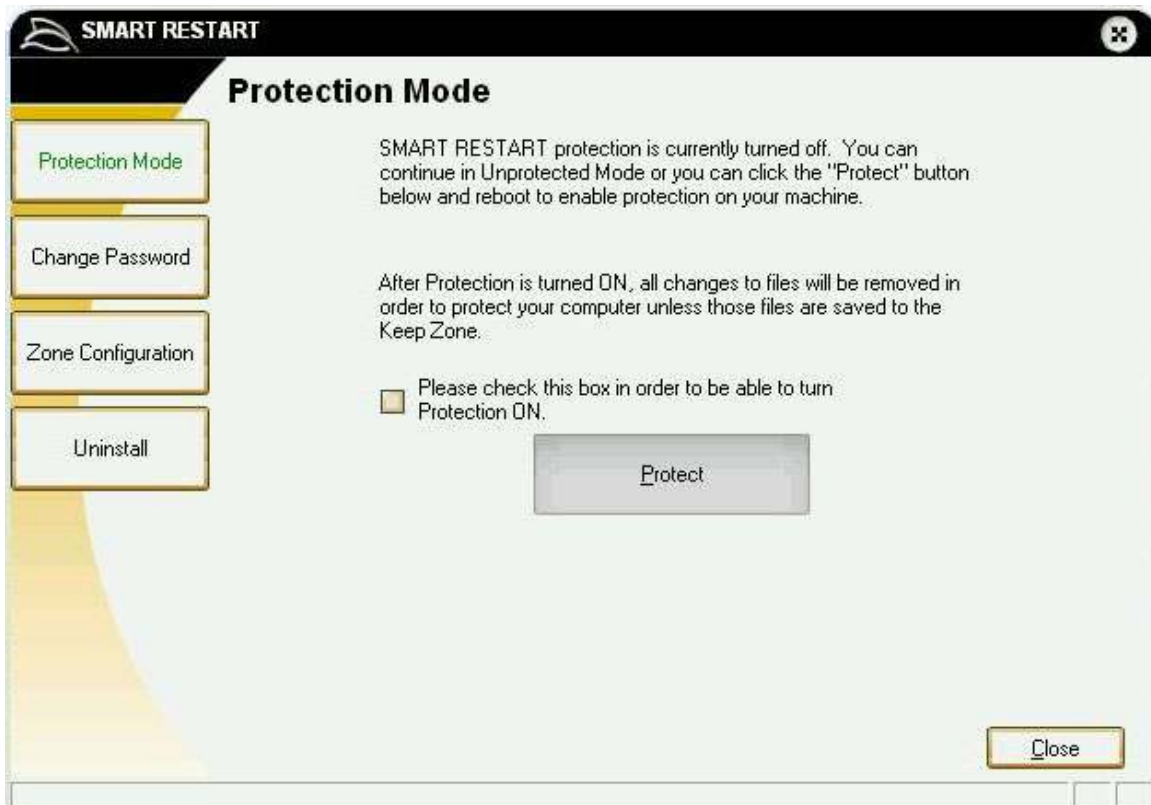 SMART RESTART
Protection Mode
Protection Mode
Change Password
Zone Configuration
Uninstall
SMART RESTART protection is currently turned off. You can
continue in Unprotected Mode or you can click the "Protect" button
below and reboot to enable protection on your machine.
After Protection is turned ON, all changes to files will be removed in
order to protect your computer unless those files are saved to the
Keep Zone.
Please check this box in order to be able to turn
Protection ON.
Protect
Close